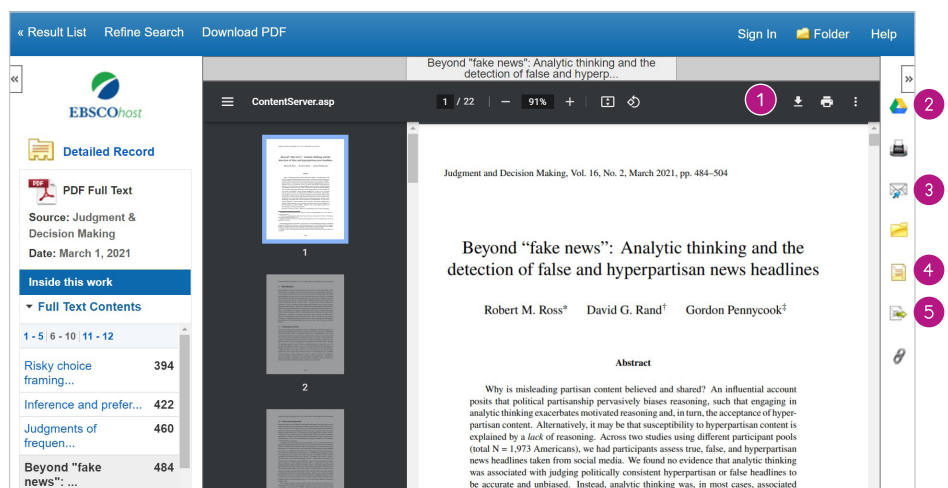 « Result List Refine Search Download PDF
Sign In Folder Help
«
EBSCOhost
Detailed Record
PDF
PDF Full Text
Source: Judgment &
Decision Making
Date: March 1, 2021
Inside this work
Full Text Contents
1 - 5 | 6 - 10 | 11 - 12
Risky choice
framing...
394
Inference and prefer... 422
Judgments of
frequen...
460
Beyond "fake
news": ...
484
Beyond "fake news": Analytic thinking and the
detection of false and hyperp...
ContentServer.asp
1 / 22 | − 91% +
1
1
2
Judgment and Decision Making, Vol. 16, No. 2, March 2021, pp. 484–504
Beyond “fake news”: Analytic thinking and the
detection of false and hyperpartisan news headlines
Robert M. Ross* David G. Rand† Gordon Pennycook‡
Abstract
Why is misleading partisan content believed and shared? An influential account
posits that political partisanship pervasively biases reasoning, such that engaging in
analytic thinking exacerbates motivated reasoning and, in turn, the acceptance of hyper-
partisan content. Alternatively, it may be that susceptibility to hyperpartisan content is
explained by a lack of reasoning. Across two studies using different participant pools
(total N = 1,973 Americans), we had participants assess true, false, and hyperpartisan
news headlines taken from social media. We found no evidence that analytic thinking
was associated with judging politically consistent hyperpartisan or false headlines to
be accurate and unbiased. Instead, analytic thinking was, in most cases, associated
»
2
3
4
5